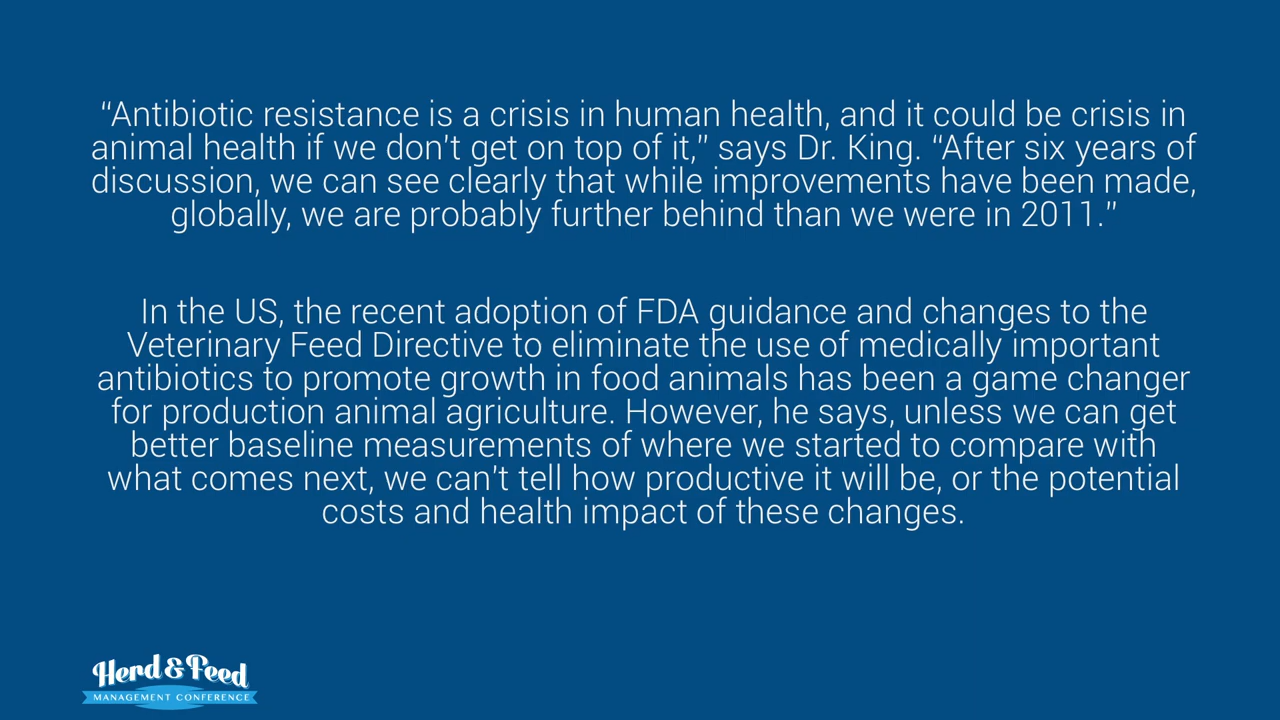 “Antibiotic resistance is a crisis in human health, and it could be crisis in
animal health if we don’t get on top of it,” says Dr. King. “After six years of
discussion, we can see clearly that while improvements have been made,
globally, we are probably further behind than we were in 2011.”
In the US, the recent adoption of FDA guidance and changes to the
Veterinary Feed Directive to eliminate the use of medically important
antibiotics to promote growth in food animals has been a game changer
for production animal agriculture. However, he says, unless we can get
better baseline measurements of where we started to compare with
what comes next, we can’t tell how productive it will be, or the potential
costs and health impact of these changes.
Herd & Feed
MANAGEMENT CONFERENCE